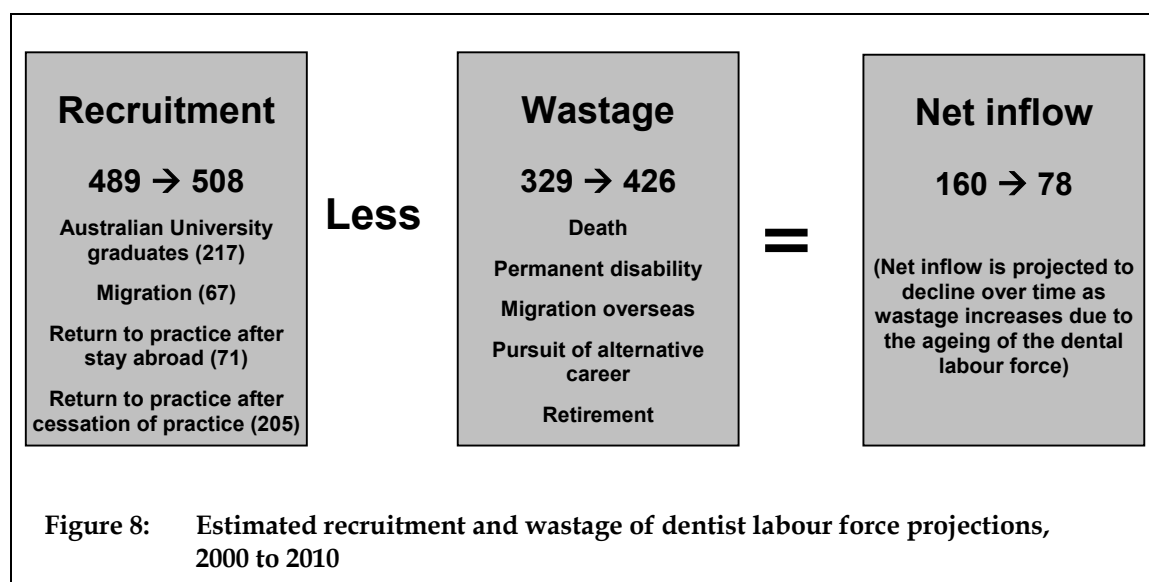 Recruitment
489 → 508
Australian University
graduates (217)
Migration (67)
Return to practice after
stay abroad (71)
Return to practice after
cessation of practice (205)
Less
Wastage
329 → 426
Death
Permanent disability
Migration overseas
Pursuit of alternative
career
Retirement
=
Net inflow
160 → 78
(Net inflow is projected to
decline over time as
wastage increases due to
the ageing of the dental
labour force)
Figure 8: Estimated recruitment and wastage of dentist labour force projections,
2000 to 2010